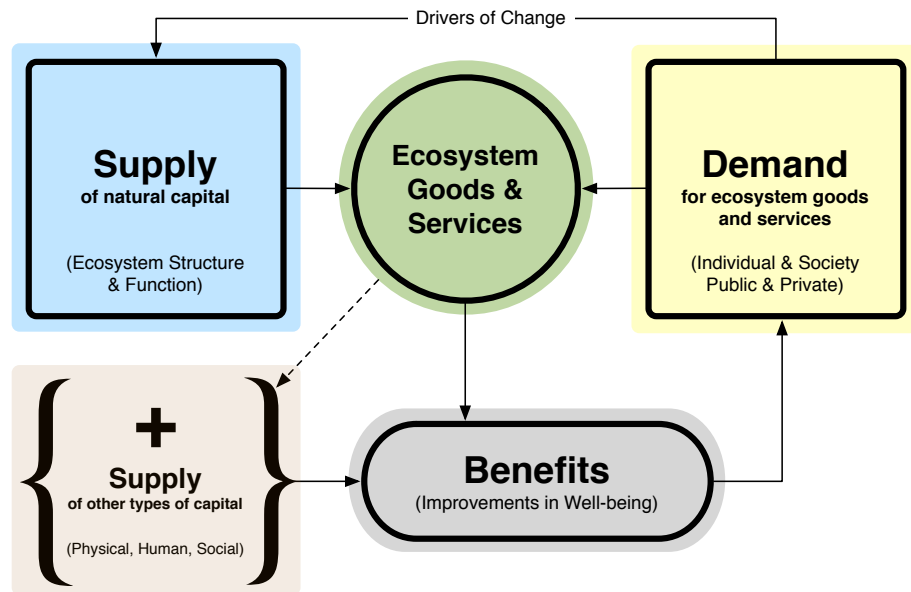 Drivers of Change
Supply
of natural capital
(Ecosystem Structure
& Function)
Ecosystem
Goods &
Services
Demand
for ecosystem goods
and services
(Individual & Society
Public & Private)
+
Supply
of other types of capital
(Physical, Human, Social)
Benefits
(Improvements in Well-being)